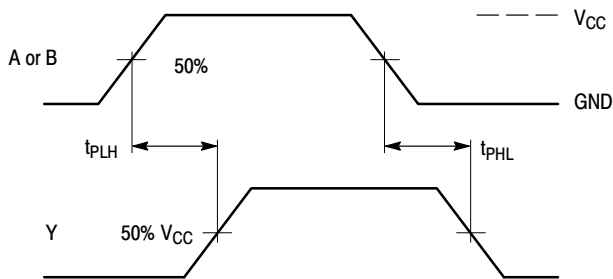 V_CC
A or B
50%
GND
t_PLH
t_PHL
Y
50% V_CC